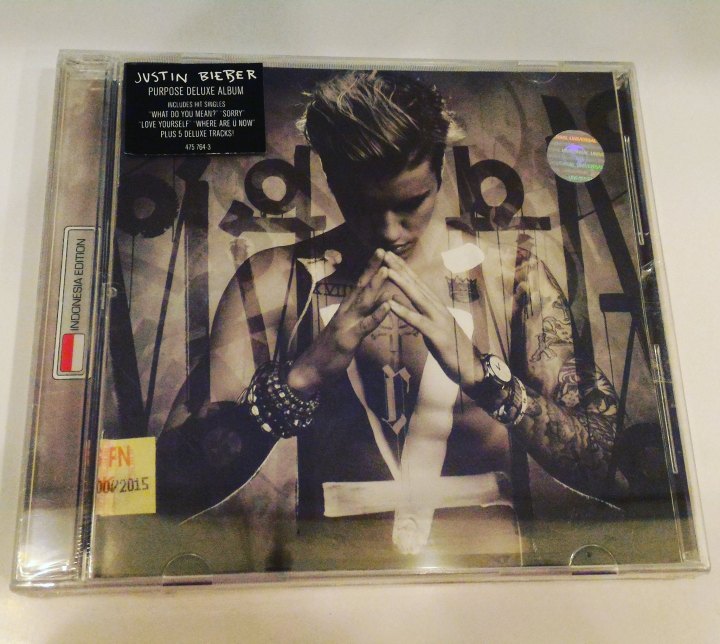 JUSTIN BIEBER
PURPOSE DELUXE ALBUM
INCLUDES HIT SINGLES
"WHAT DO YOU MEAN?" "SORRY"
"LOVE YOURSELF" "WHERE ARE U NOW"
PLUS 5 DELUXE TRACKS!
475 764-3
INDONESIA EDITION
FN
2015